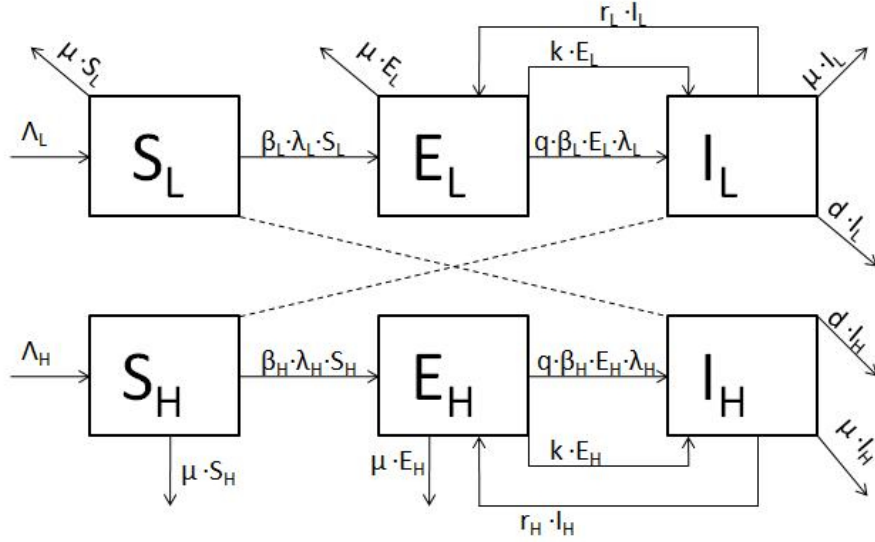 r_L · I_L
μ · S_L
μ · E_L
k · E_L
μ · I_L
Λ_L
S_L
β_L · λ_L · S_L
E_L
q · β_L · E_L · λ_L
I_L
d · I_L
Λ_H
S_H
β_H · λ_H · S_H
E_H
q · β_H · E_H · λ_H
I_H
d · I_H
μ · S_H
μ · E_H
k · E_H
μ · I_H
r_H · I_H